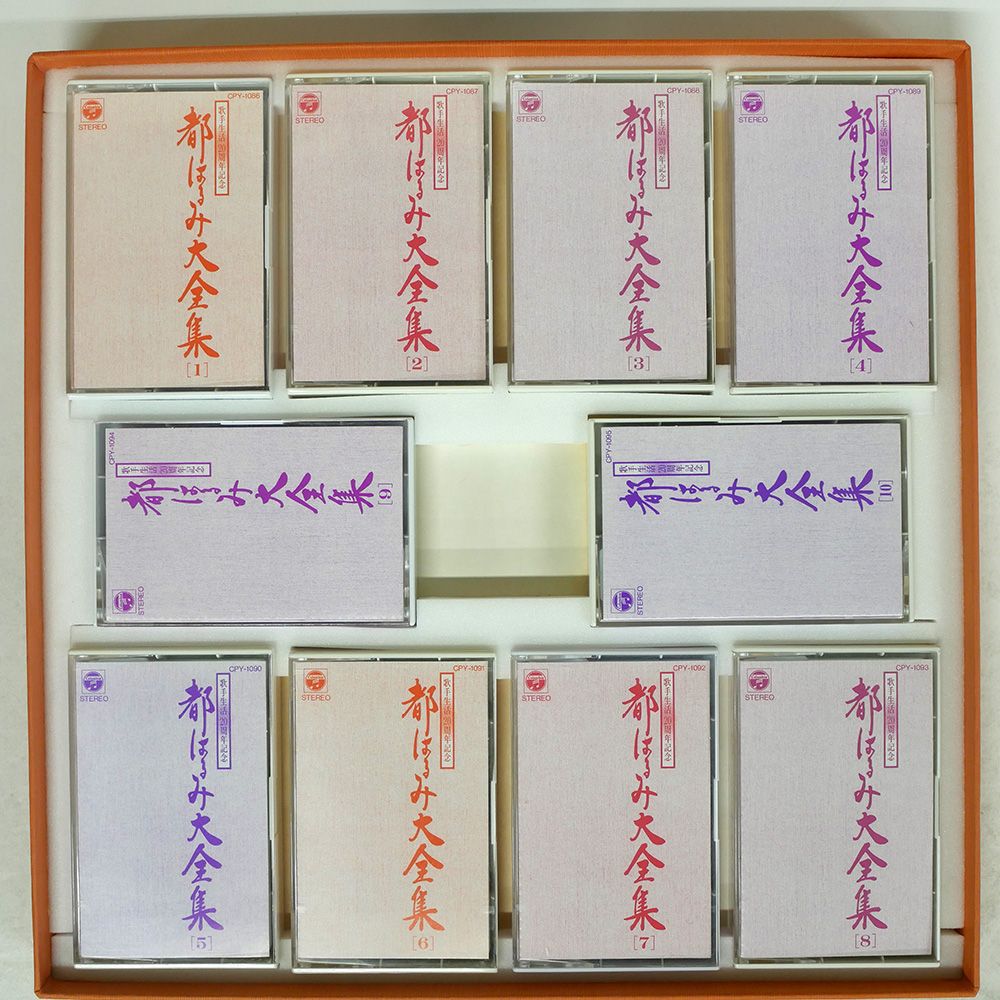 STEREO
CPY-1086
歌手生活20周年記念
都はるみ大全集
[1]
STEREO
CPY-1087
歌手生活20周年記念
都はるみ大全集
[2]
STEREO
CPY-1088
歌手生活20周年記念
都はるみ大全集
[3]
STEREO
CPY-1089
歌手生活20周年記念
都はるみ大全集
[4]
CPY-1094
歌手生活20周年記念
都はるみ大全集
[9]
STEREO
CPY-1095
歌手生活20周年記念
都はるみ大全集
[10]
STEREO
STEREO
CPY-1090
歌手生活20周年記念
都はるみ大全集
[5]
STEREO
CPY-1091
歌手生活20周年記念
都はるみ大全集
[6]
STEREO
CPY-1092
歌手生活20周年記念
都はるみ大全集
[7]
STEREO
CPY-1093
歌手生活20周年記念
都はるみ大全集
[8]